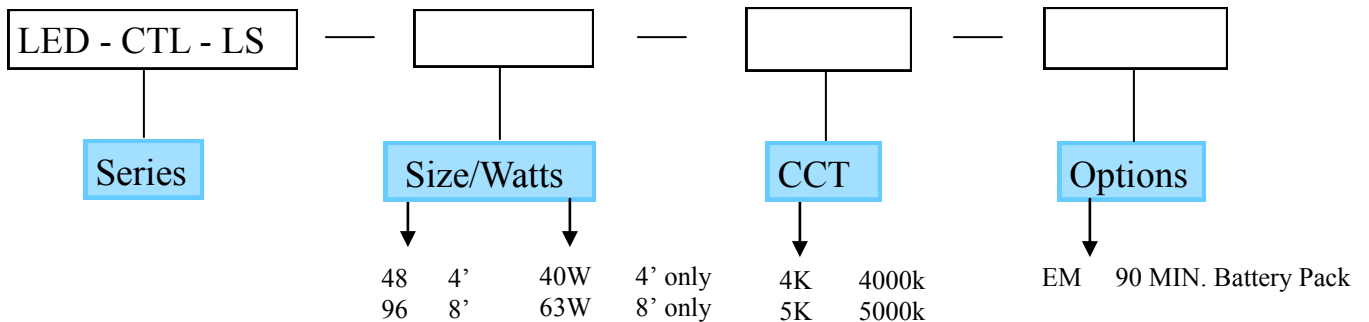 LED - CTL - LS
Series Size/Watts CCT Options
48 4’ 40W 4’ only 4K 4000k EM 90 MIN. Battery Pack
96 8’ 63W 8’ only 5K 5000k